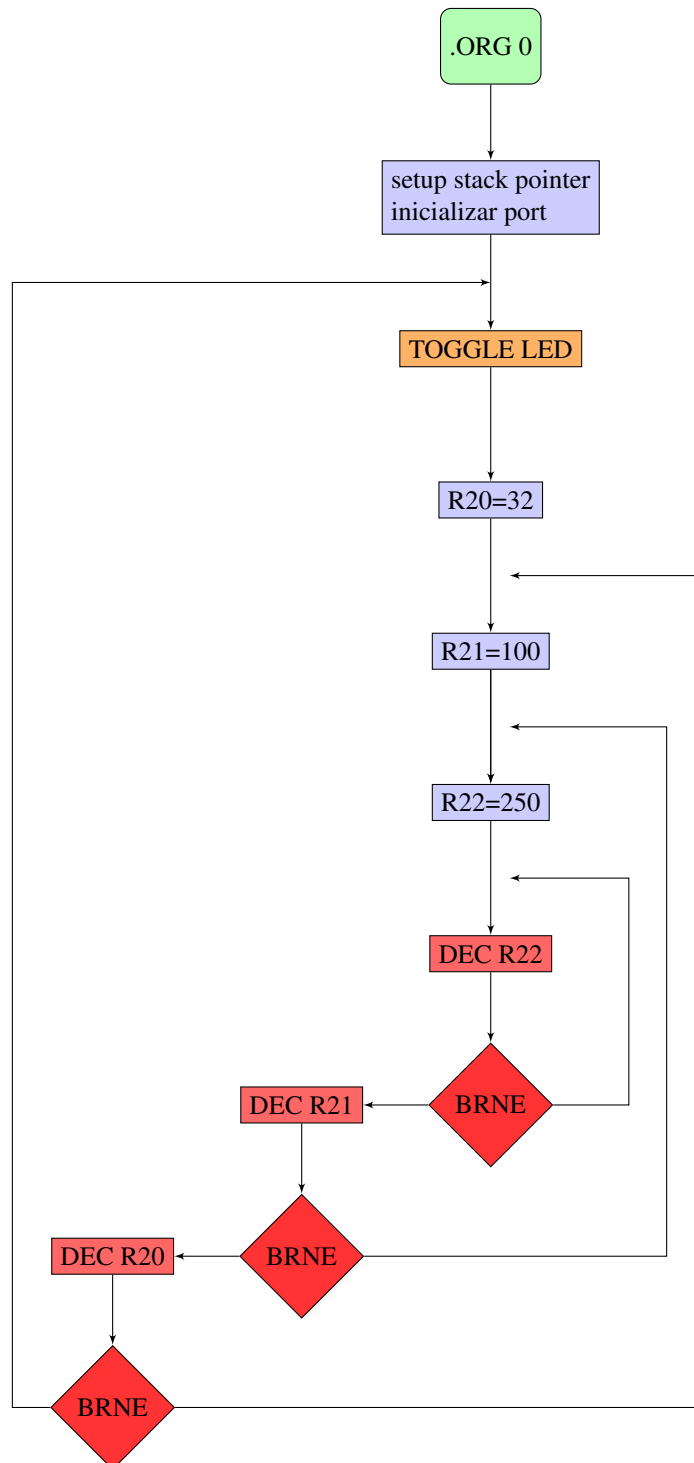 .ORG 0
setup stack pointer
inicializar port
TOGGLE LED
R20=32
R21=100
R22=250
DEC R22
BRNE
DEC R21
BRNE
DEC R20
BRNE